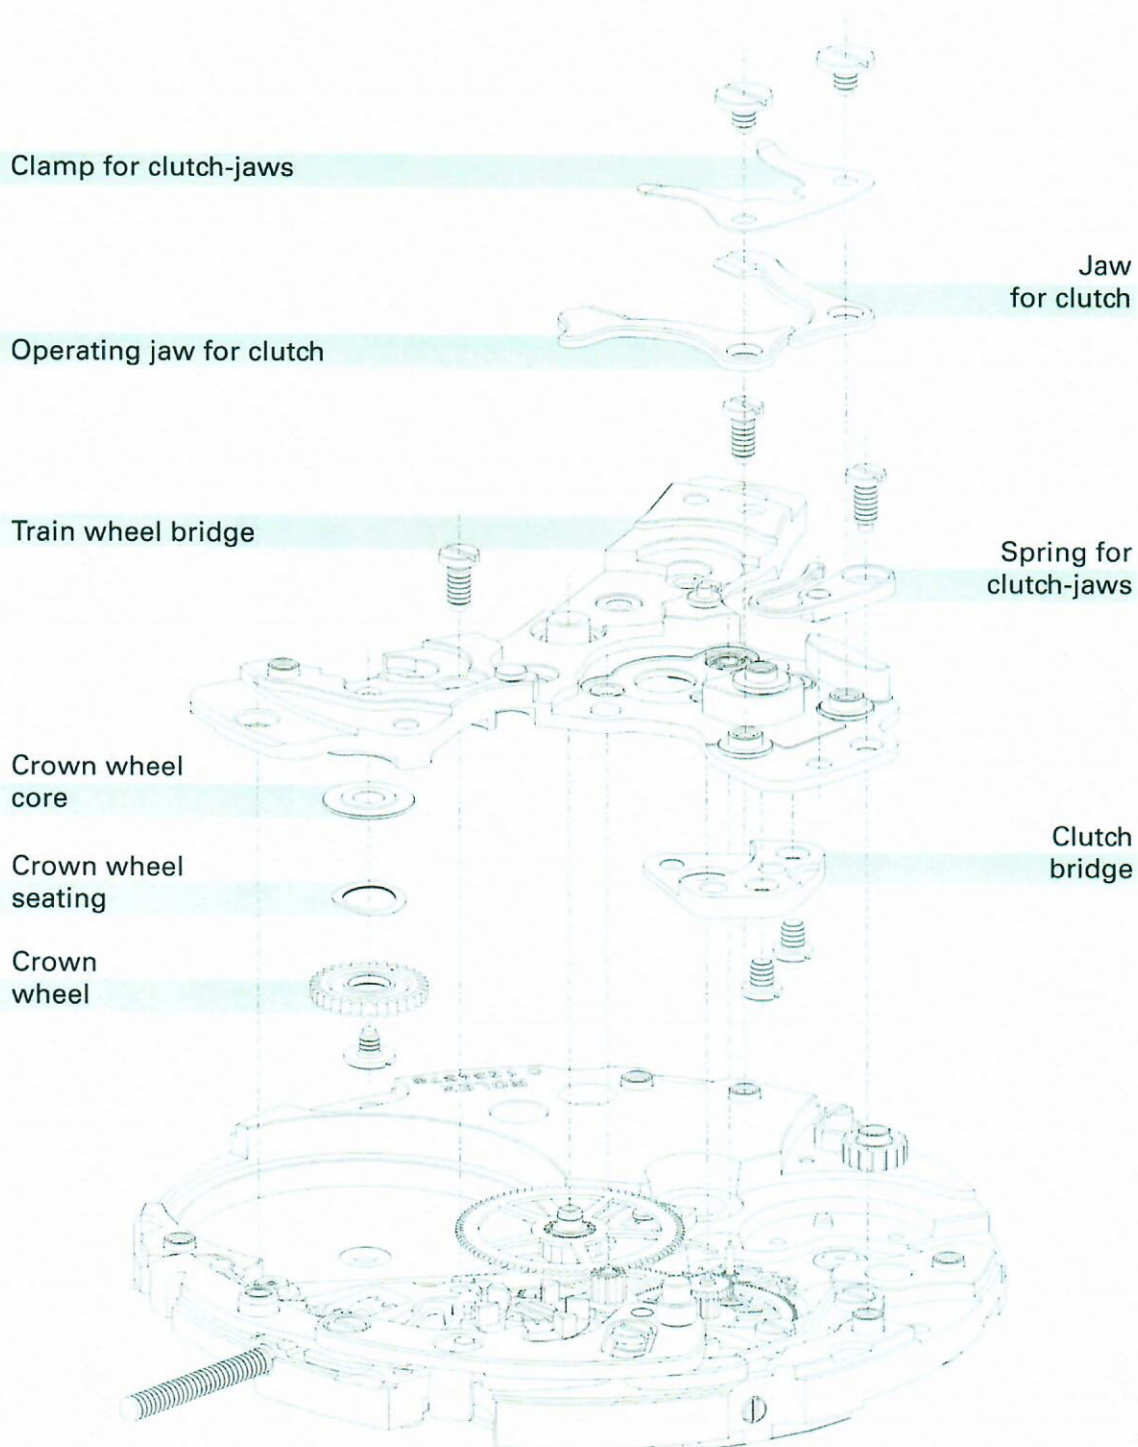 Clamp for clutch-jaws
Jaw
for clutch
Operating jaw for clutch
Train wheel bridge
Spring for
clutch-jaws
Crown wheel
core
Clutch
bridge
Crown wheel
seating
Crown
wheel
ROLEX